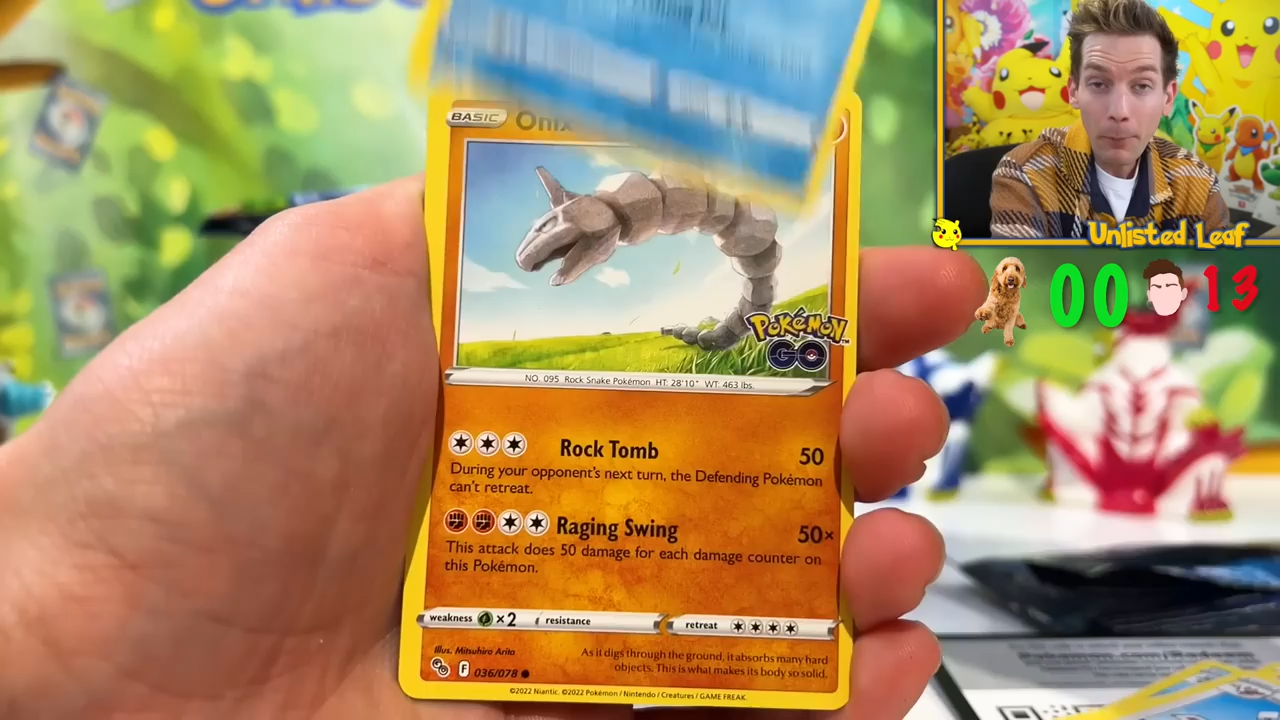 BASIC Onix
Pokémon
GO
NO. 095 Rock Snake Pokémon HT: 28'10" WT: 463 lbs.
Rock Tomb 50
During your opponent's next turn, the Defending Pokémon
can't retreat.
Raging Swing 50×
This attack does 50 damage for each damage counter on
this Pokémon.
weakness ×2 resistance retreat
Illus. Mitsuhiro Arita
As it digs through the ground, it absorbs many hard
objects. This is what makes its body so solid.
F 036/078
©2022 Niantic. ©2022 Pokémon / Nintendo / Creatures / GAME FREAK.
Unlisted Leaf
00 13